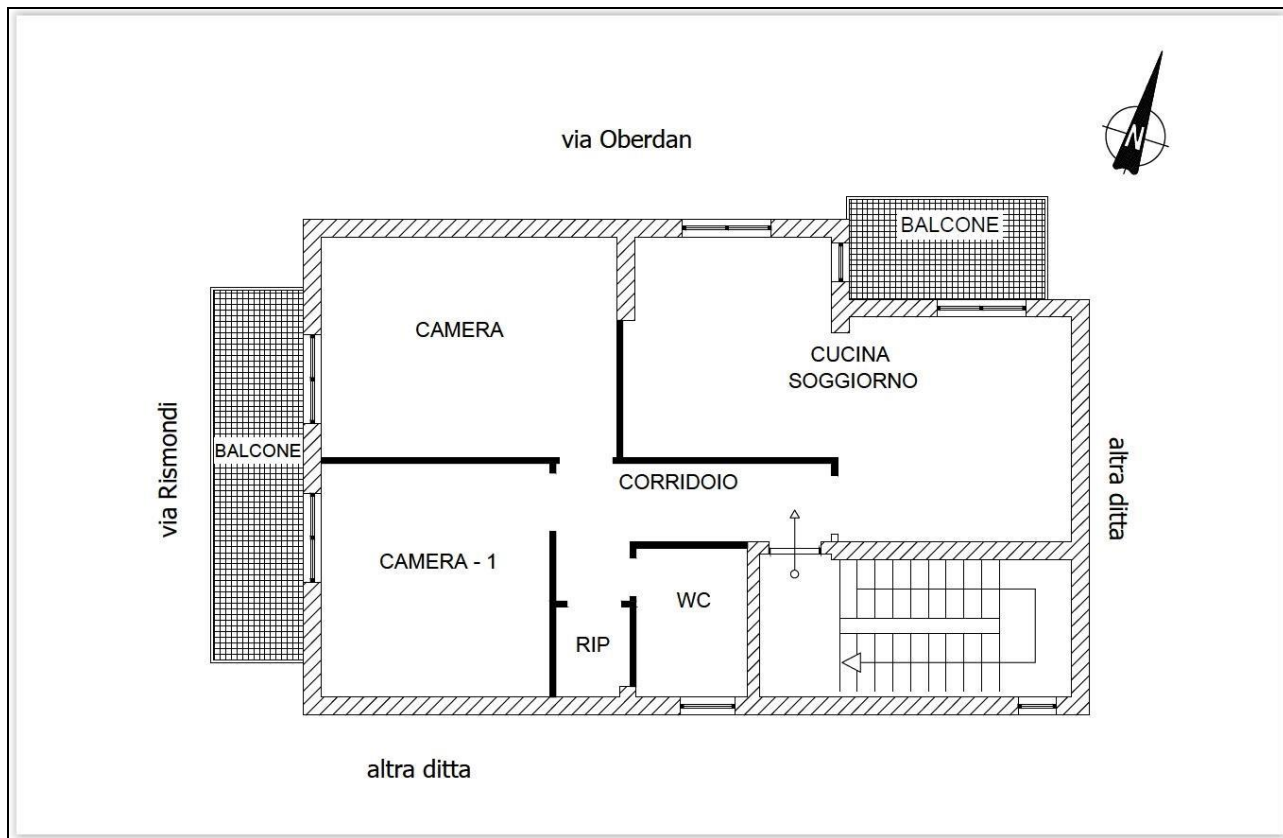 via Oberdan
N
BALCONE
CAMERA
CUCINA
SOGGIORNO
via Rismondi
BALCONE
altra ditta
CORRIDOIO
CAMERA - 1
WC
RIP
altra ditta